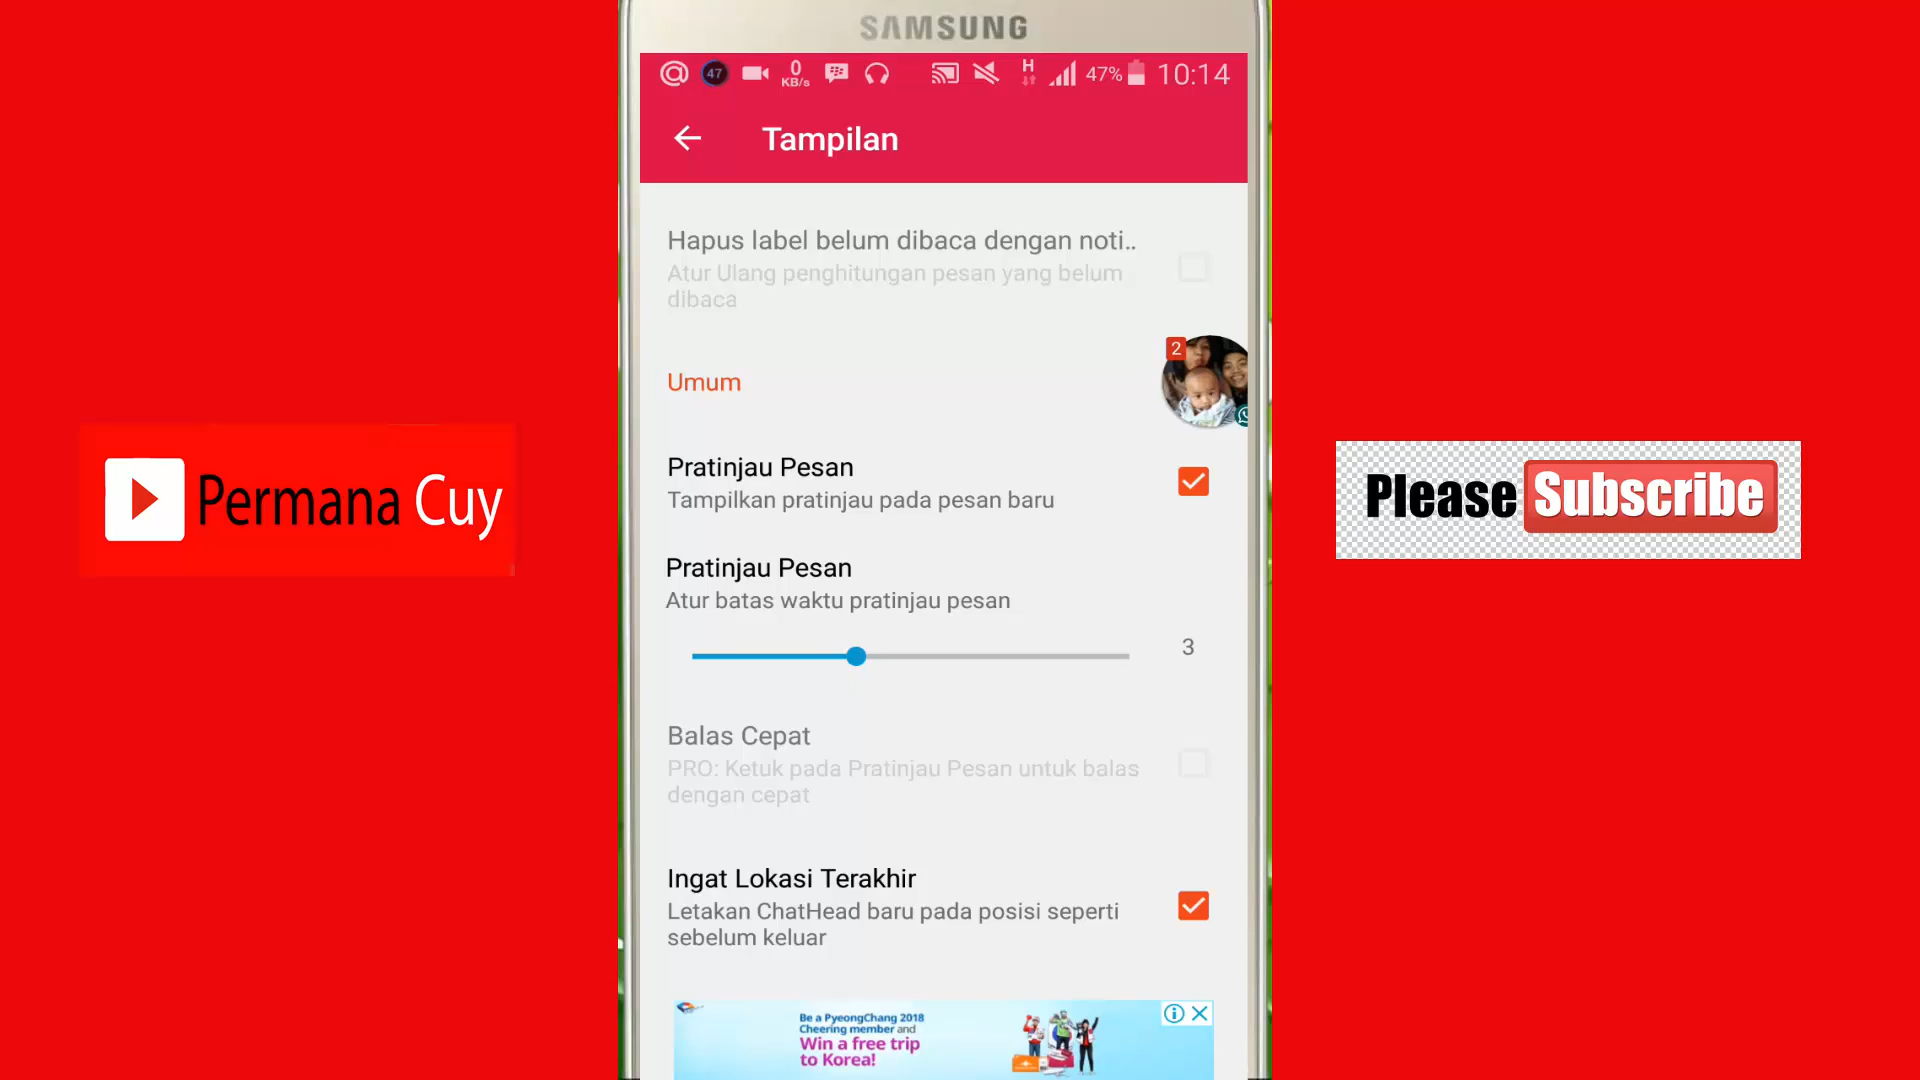 SAMSUNG
47
0
KB/s
H
47%
10:14
Tampilan
Hapus label belum dibaca dengan noti..
Atur Ulang penghitungan pesan yang belum
dibaca
2
Umum
Pratinjau Pesan
Tampilkan pratinjau pada pesan baru
Pratinjau Pesan
Atur batas waktu pratinjau pesan
3
Balas Cepat
PRO: Ketuk pada Pratinjau Pesan untuk balas
dengan cepat
Ingat Lokasi Terakhir
Letakan ChatHead baru pada posisi seperti
sebelum keluar
Be a PyeongChang 2018
Cheering member and
Win a free trip
to Korea!
Permana Cuy
Please Subscribe